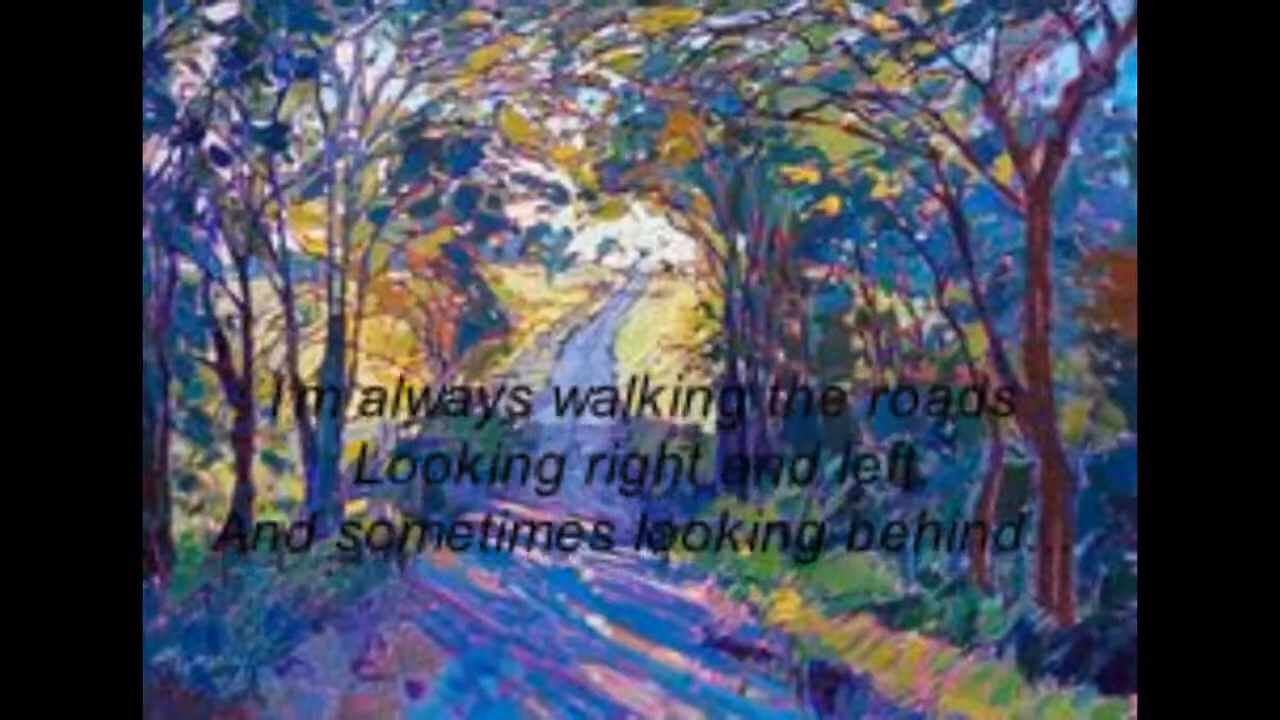 I'm always walking the roads
Looking right and left,
And sometimes looking behind...